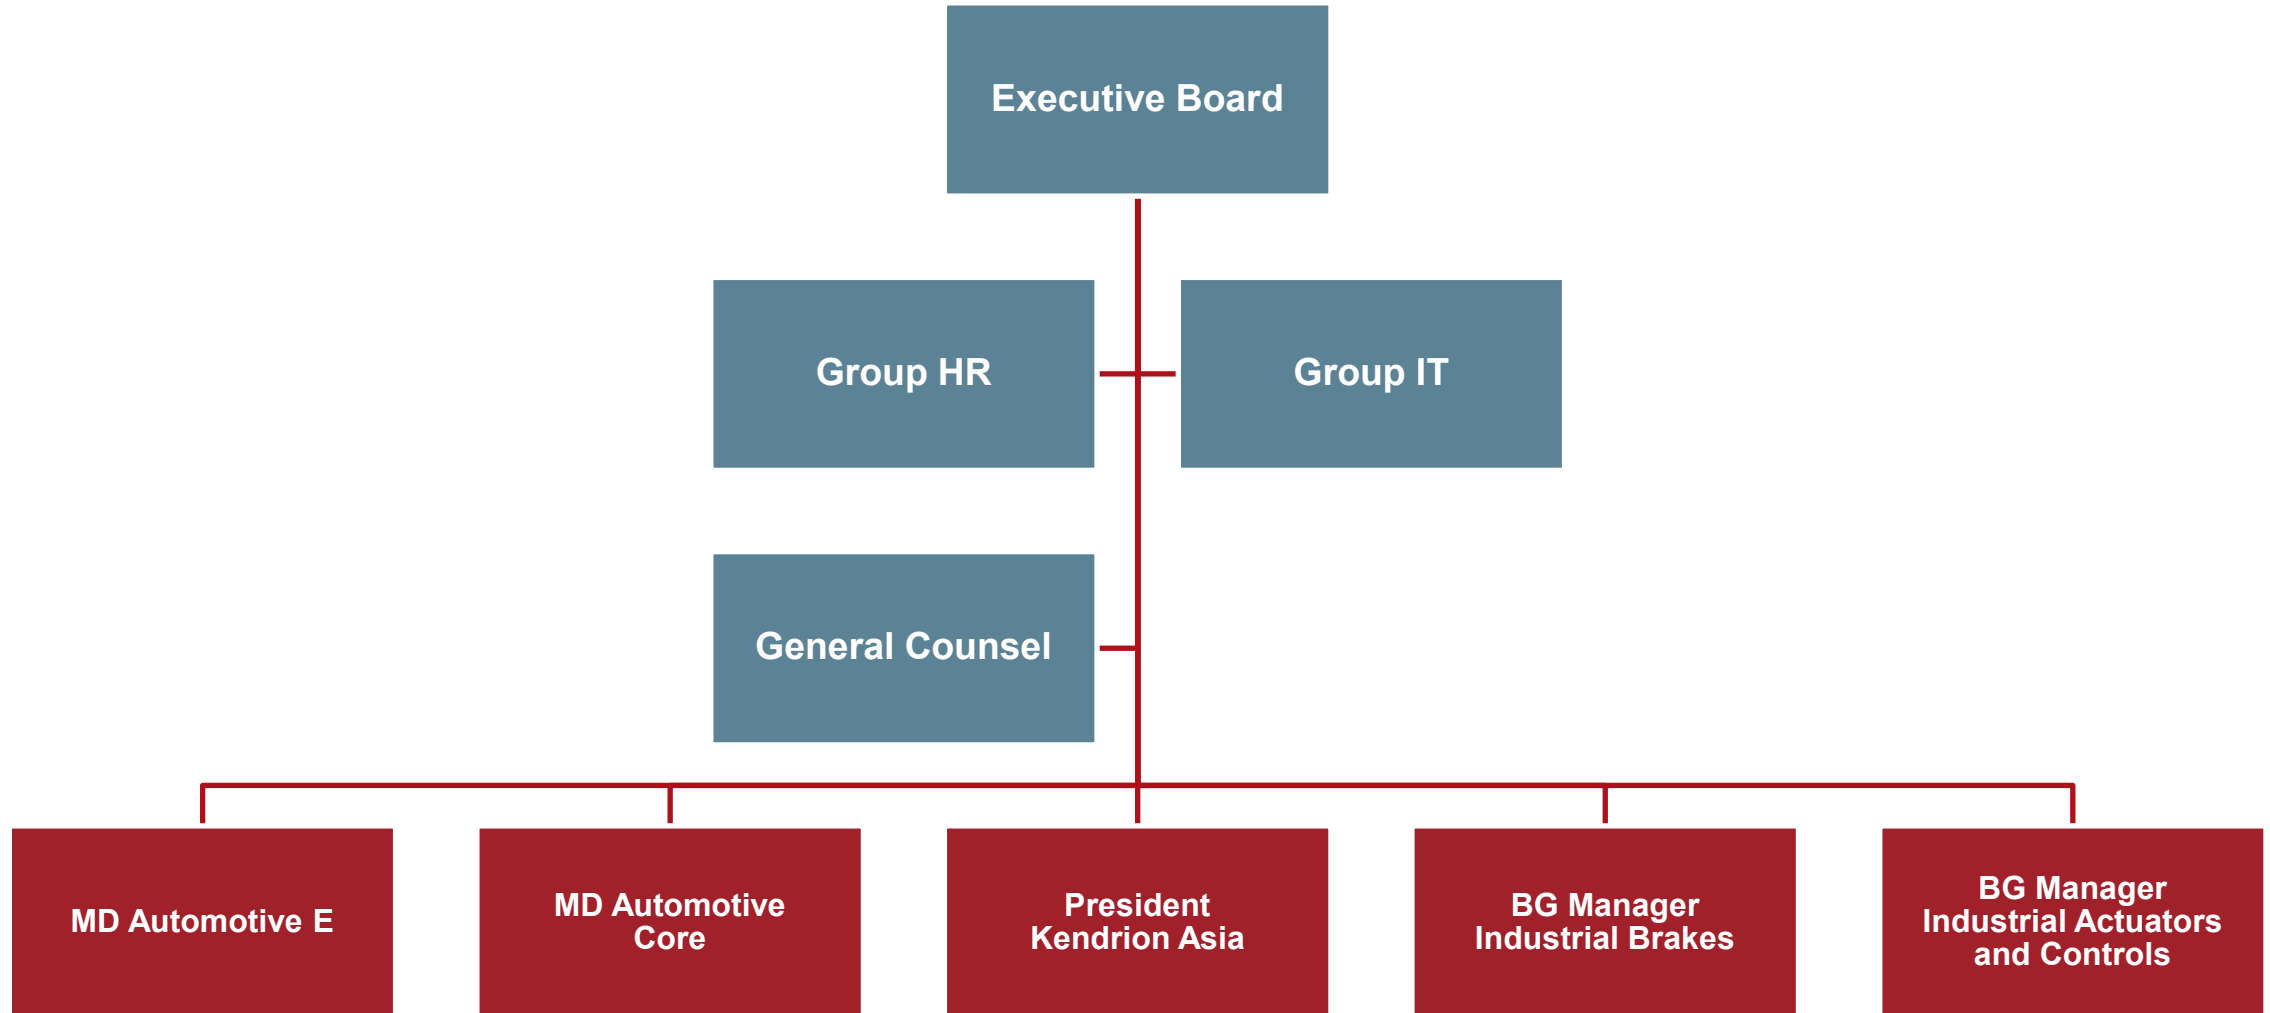 Executive Board
Group HR
Group IT
General Counsel
MD Automotive E
MD Automotive
Core
President
Kendrion Asia
BG Manager
Industrial Brakes
BG Manager
Industrial Actuators
and Controls